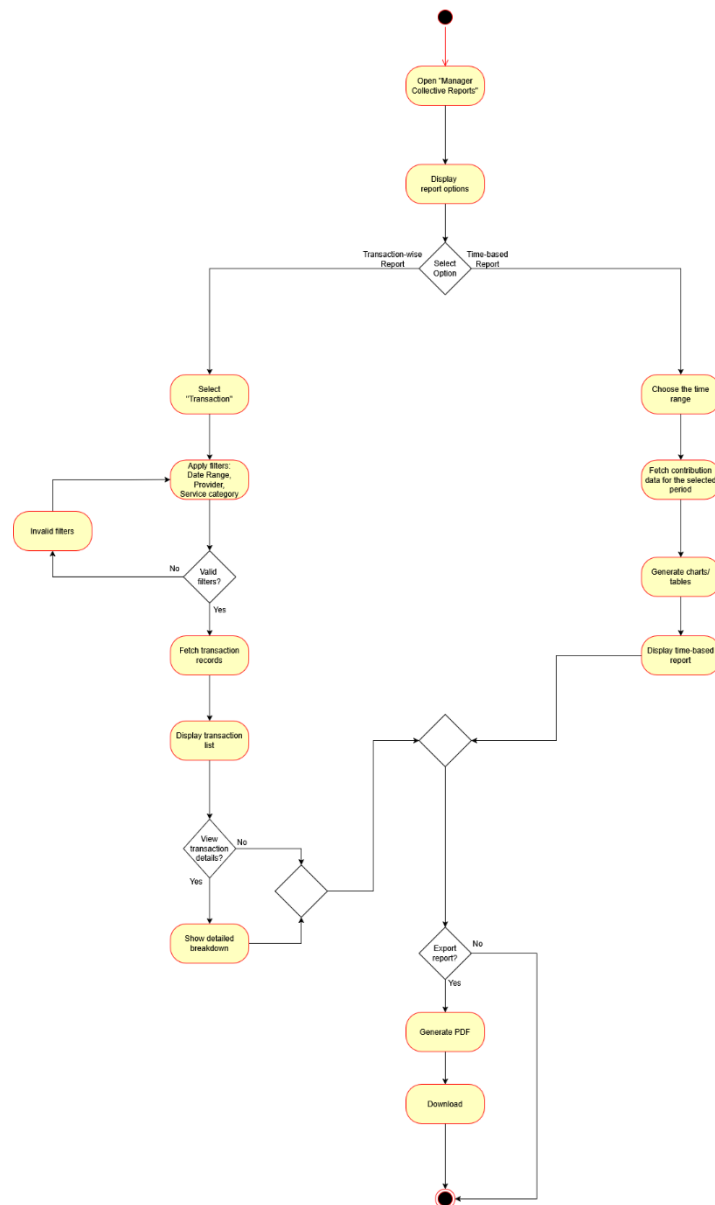 Open "Manager
Collective Reports"
Display
report options
Transaction-wise
Report
Select
Option
Time-based
Report
Select
"Transaction"
Choose the time
range
Apply filters:
Date Range,
Provider,
Service category
Fetch contribution
data for the selected
period
Invalid filters
No
Valid
filters?
Yes
Generate charts/
tables
Fetch transaction
records
Display time-based
report
Display transaction
list
View
transaction
details?
No
Yes
Show detailed
breakdown
Export
report?
No
Yes
Generate PDF
Download